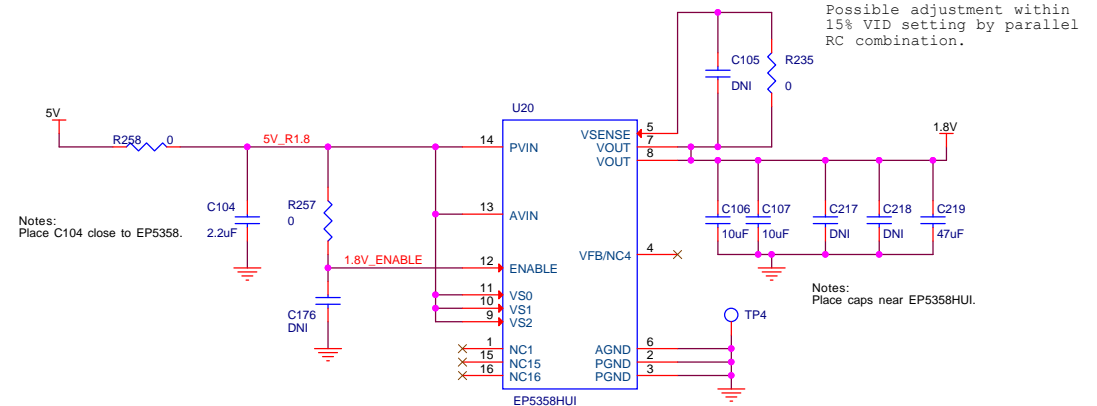 Possible adjustment within
15% VID setting by parallel
RC combination.
C105
DNI
R235
0
U20
5V
R258
0
5V_R1.8
14
PVIN
VSENSE
5
VOUT
7
VOUT
8
1.8V
C104
2.2uF
R257
0
13
AVIN
Notes:
Place C104 close to EP5358.
C106
10uF
C107
10uF
C217
DNI
C218
DNI
C219
47uF
1.8V_ENABLE
12
ENABLE
VFB/NC4
4
11
VS0
10
VS1
9
VS2
Notes:
Place caps near EP5358HUI.
C176
DNI
TP4
1
NC1
15
NC15
16
NC16
AGND
6
PGND
2
PGND
3
EP5358HUI